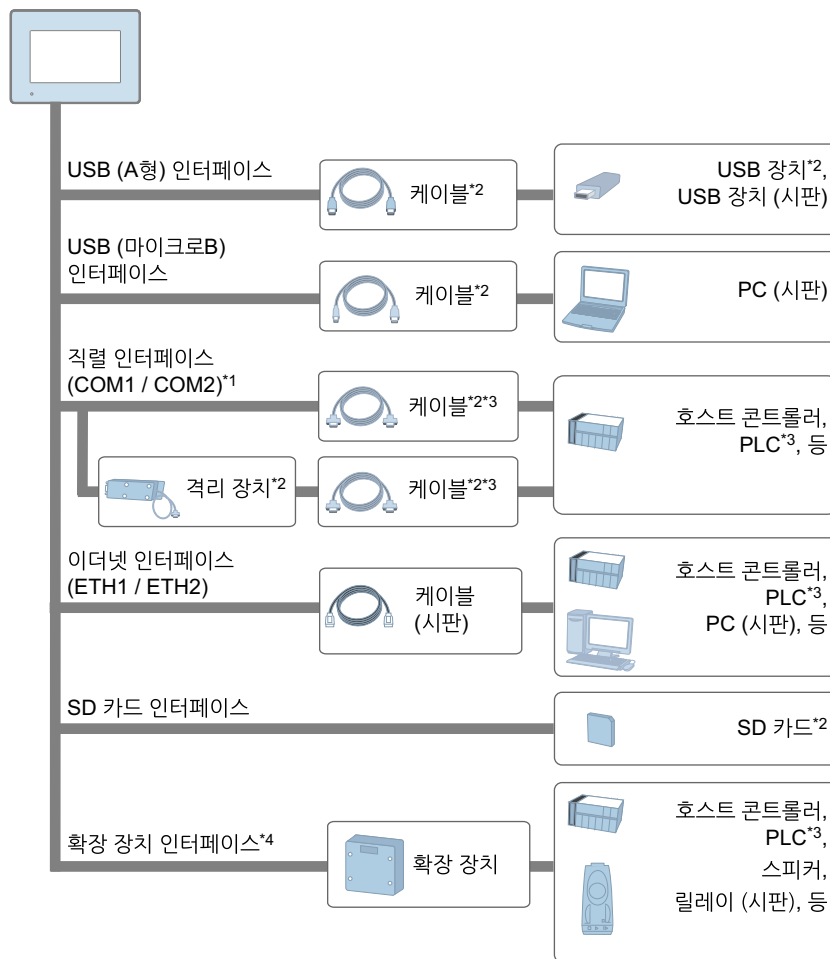 USB (A형) 인터페이스
케이블*2
USB 장치*2,
USB 장치 (시판)
USB (마이크로B)
인터페이스
케이블*2
PC (시판)
직렬 인터페이스
(COM1 / COM2)*1
케이블*2*3
호스트 콘트롤러,
PLC*3, 등
격리 장치*2
케이블*2*3
이더넷 인터페이스
(ETH1 / ETH2)
케이블
(시판)
호스트 콘트롤러,
PLC*3,
PC (시판), 등
SD 카드 인터페이스
SD 카드*2
확장 장치 인터페이스*4
확장 장치
호스트 콘트롤러,
PLC*3,
스피커,
릴레이 (시판), 등